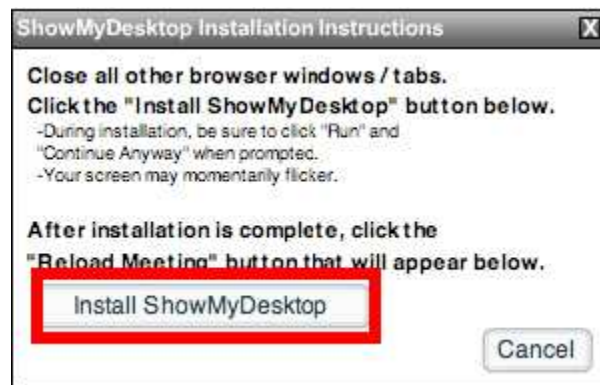 ShowMyDesktop Installation Instructions X
Close all other browser windows / tabs.
Click the "Install ShowMyDesktop" button below.
-During installation, be sure to click "Run" and
"Continue Anyway" when prompted.
-Your screen may momentarily flicker.
After installation is complete, click the
"Reload Meeting" button that will appear below.
Install ShowMyDesktop
Cancel